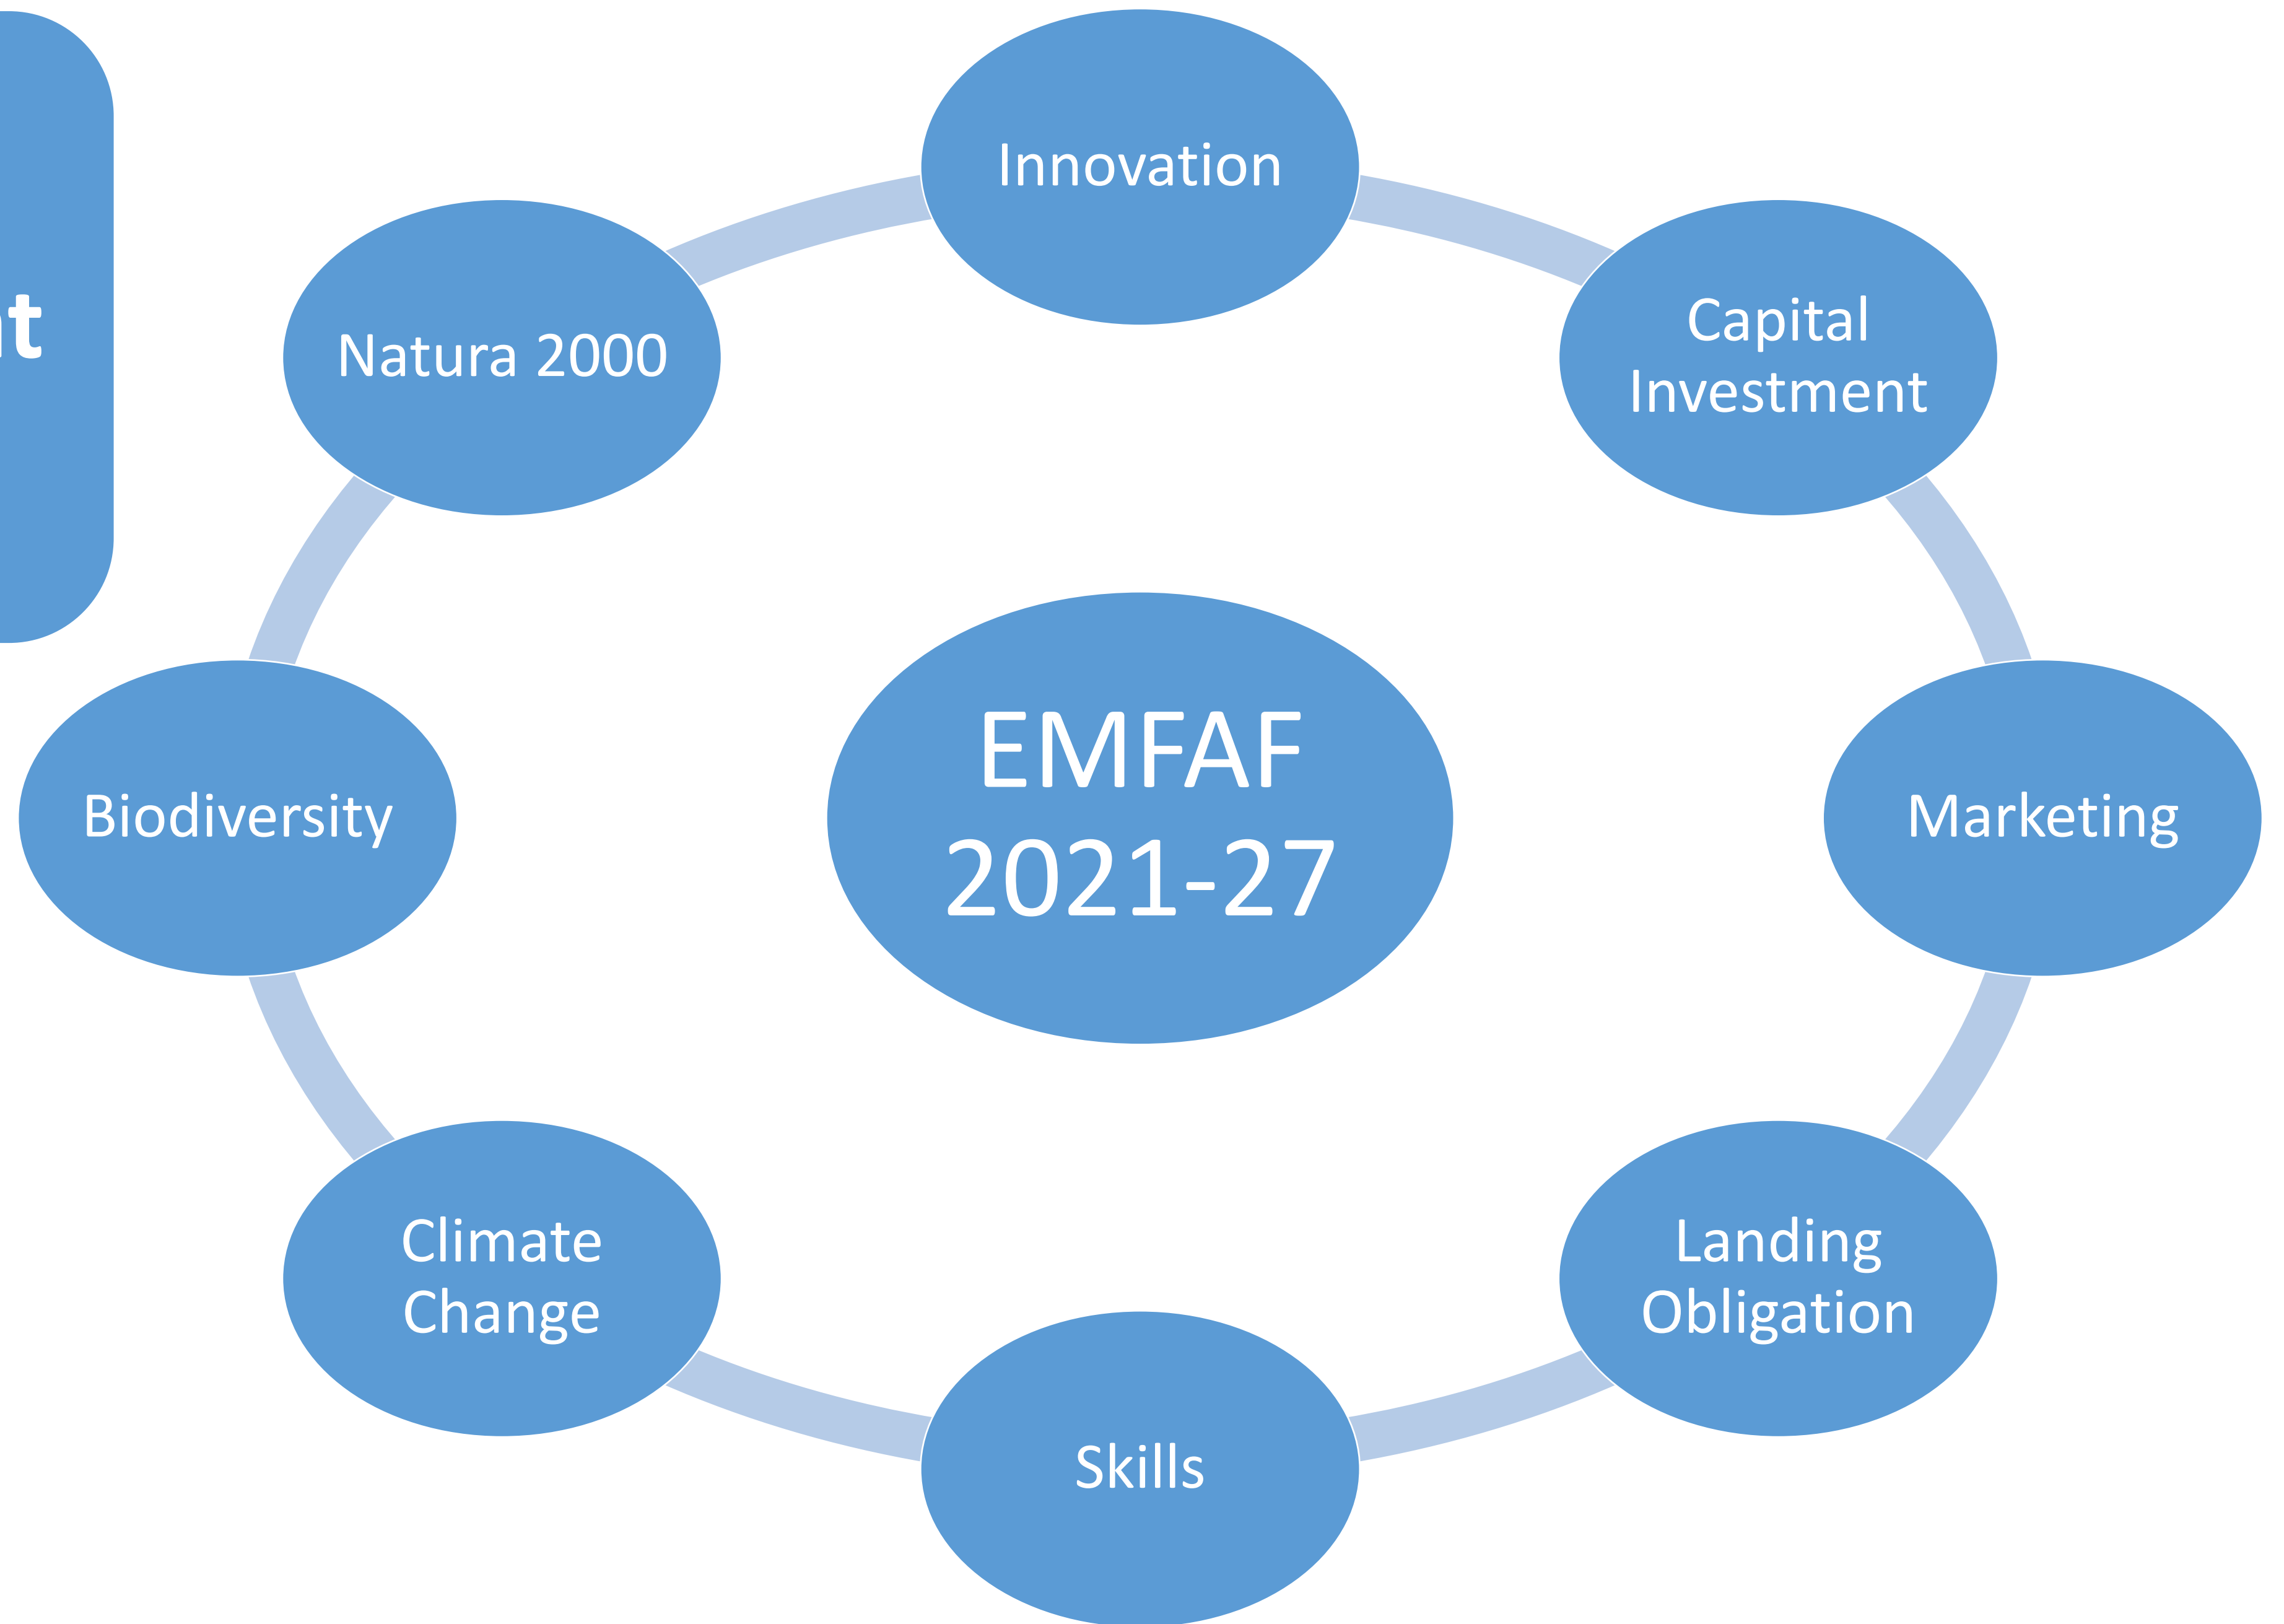 Innovation
Capital
Investment
Marketing
Landing
Obligation
Skills
Climate
Change
Biodiversity
Natura 2000
EMFAF
2021-27